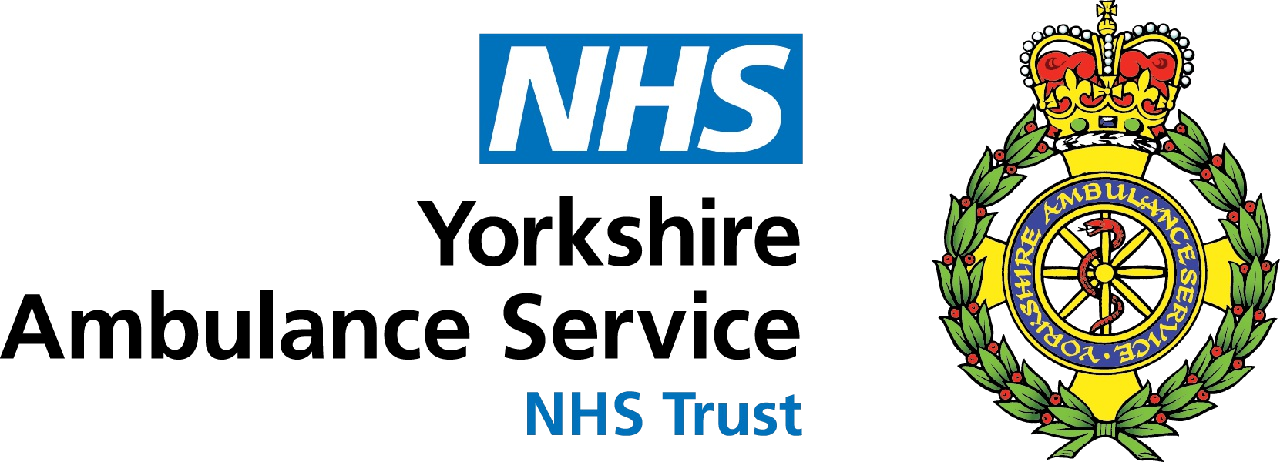 NHS
Yorkshire
Ambulance Service
NHS Trust
YORKSHIRE AMBULANCE SERVICE